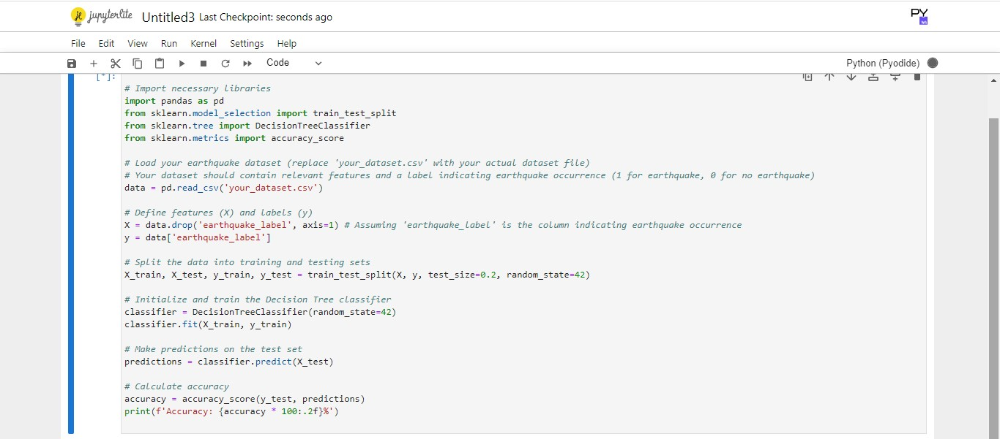 jupyterlite Untitled3 Last Checkpoint: seconds ago
PY
WA
File Edit View Run Kernel Settings Help
Code
Python (Pyodide)
[*]:
# Import necessary libraries
import pandas as pd
from sklearn.model_selection import train_test_split
from sklearn.tree import DecisionTreeClassifier
from sklearn.metrics import accuracy_score
# Load your earthquake dataset (replace 'your_dataset.csv' with your actual dataset file)
# Your dataset should contain relevant features and a label indicating earthquake occurrence (1 for earthquake, 0 for no earthquake)
data = pd.read_csv('your_dataset.csv')
# Define features (X) and labels (y)
X = data.drop('earthquake_label', axis=1) # Assuming 'earthquake_label' is the column indicating earthquake occurrence
y = data['earthquake_label']
# Split the data into training and testing sets
X_train, X_test, y_train, y_test = train_test_split(X, y, test_size=0.2, random_state=42)
# Initialize and train the Decision Tree classifier
classifier = DecisionTreeClassifier(random_state=42)
classifier.fit(X_train, y_train)
# Make predictions on the test set
predictions = classifier.predict(X_test)
# Calculate accuracy
accuracy = accuracy_score(y_test, predictions)
print(f'Accuracy: {accuracy * 100:.2f}%')